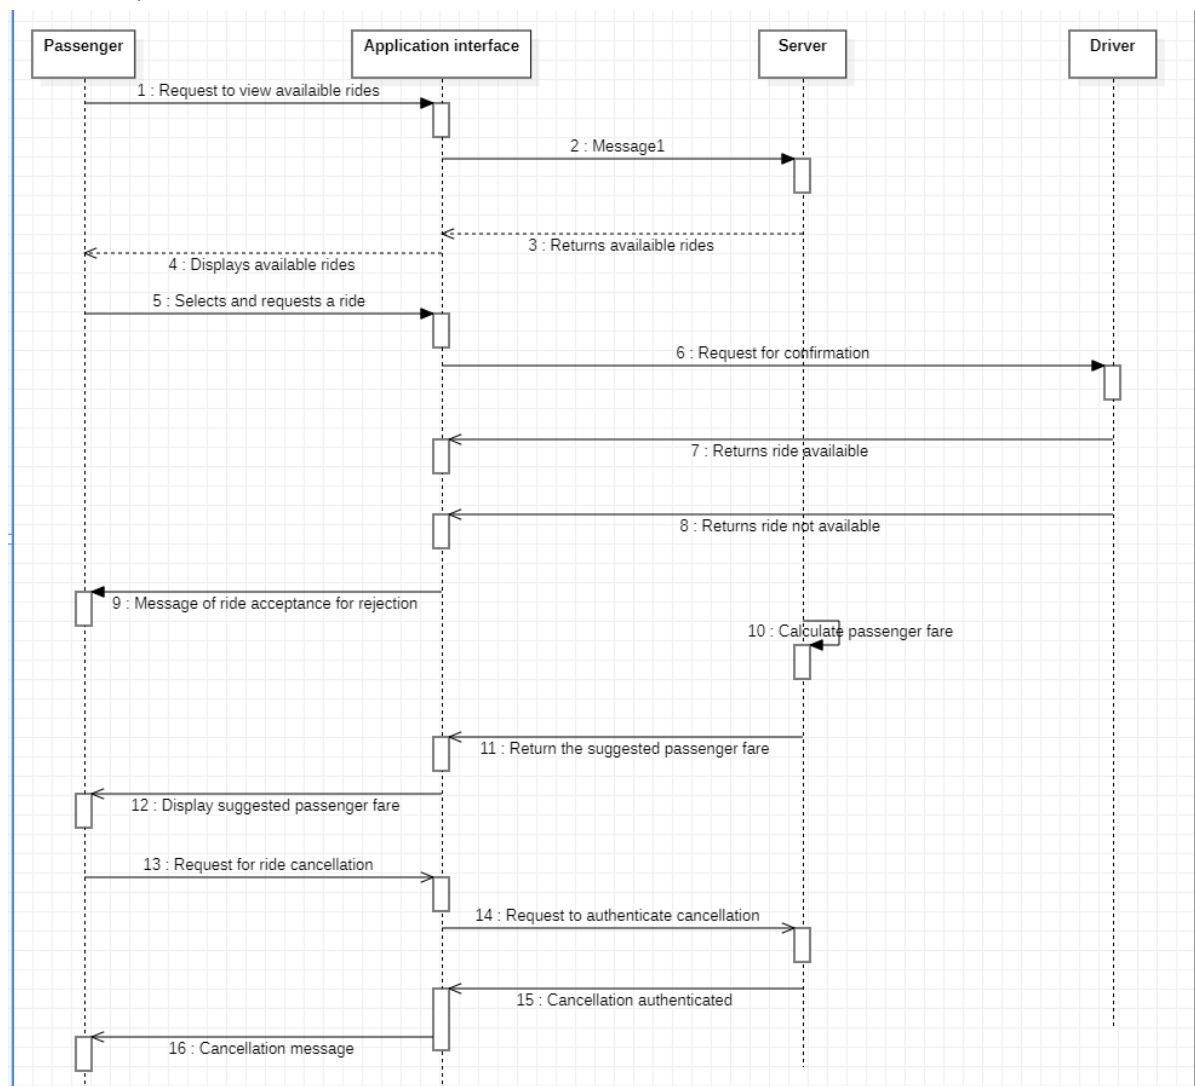 Passenger
Application interface
Server
Driver
1 : Request to view availaible rides
2 : Message1
3 : Returns availaible rides
4 : Displays available rides
5 : Selects and requests a ride
6 : Request for confirmation
7 : Returns ride availaible
8 : Returns ride not available
9 : Message of ride acceptance for rejection
10 : Calculate passenger fare
11 : Return the suggested passenger fare
12 : Display suggested passenger fare
13 : Request for ride cancellation
14 : Request to authenticate cancellation
15 : Cancellation authenticated
16 : Cancellation message